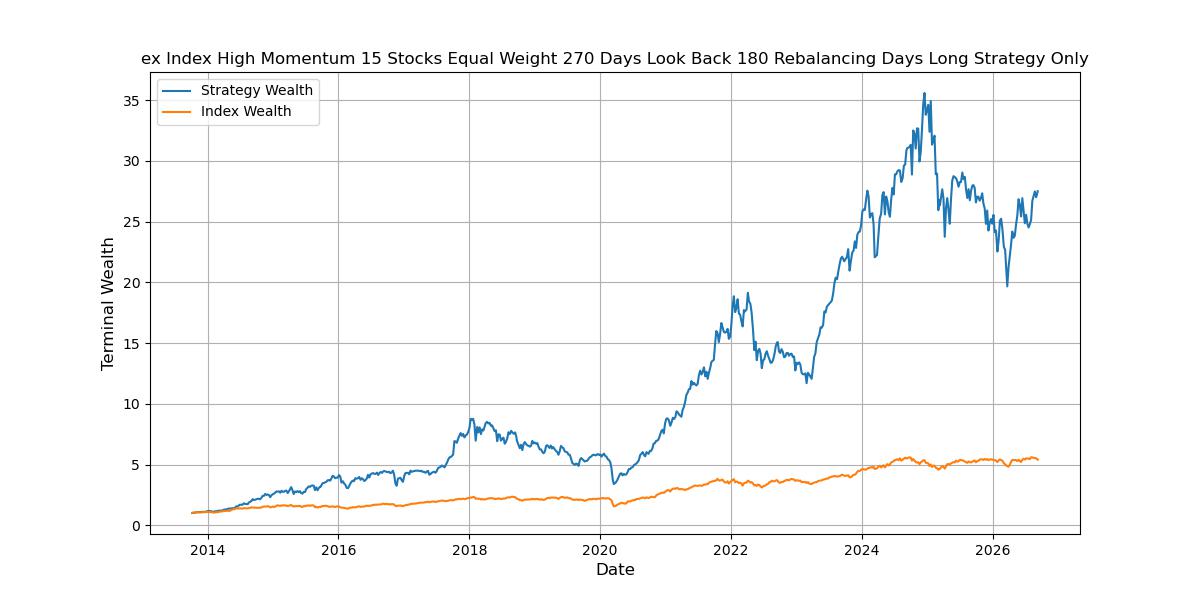 ex Index High Momentum 15 Stocks Equal Weight 270 Days Look Back 180 Rebalancing Days Long Strategy Only
Strategy Wealth
Index Wealth
Terminal Wealth
35
30
25
20
15
10
5
0
2014 2016 2018 2020 2022 2024 2026
Date